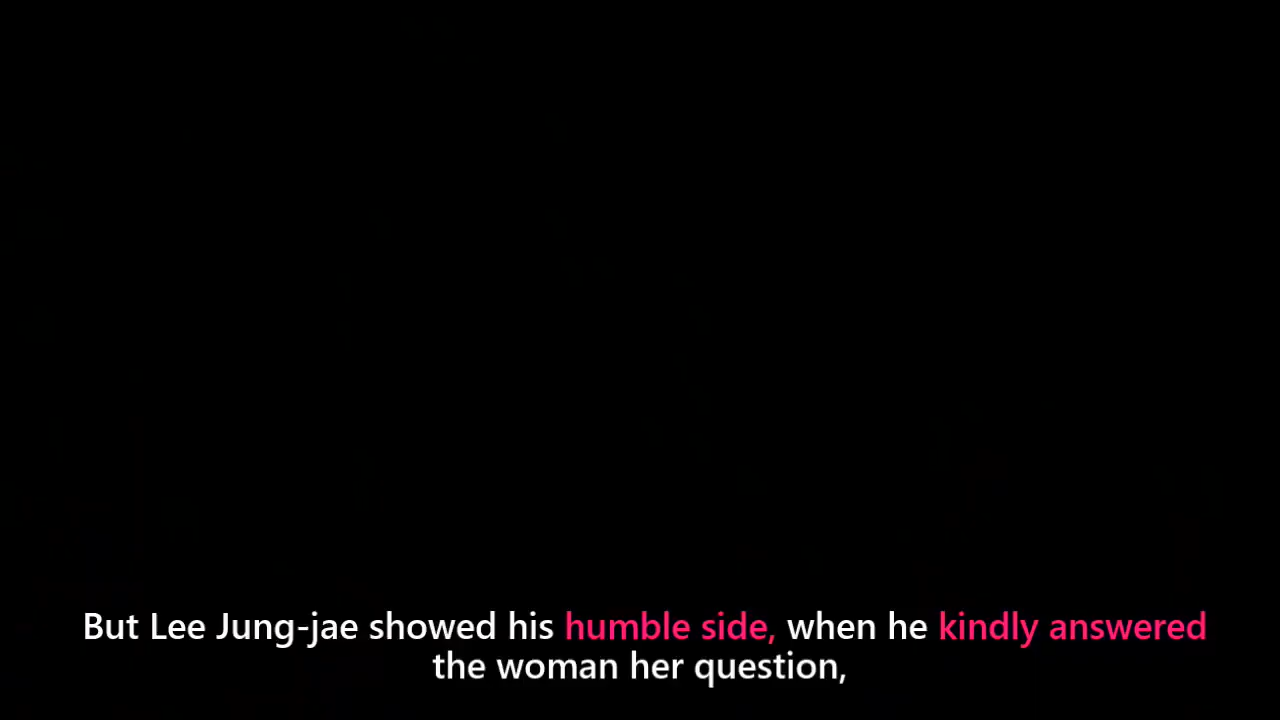 But Lee Jung-jae showed his humble side, when he kindly answered
the woman her question,